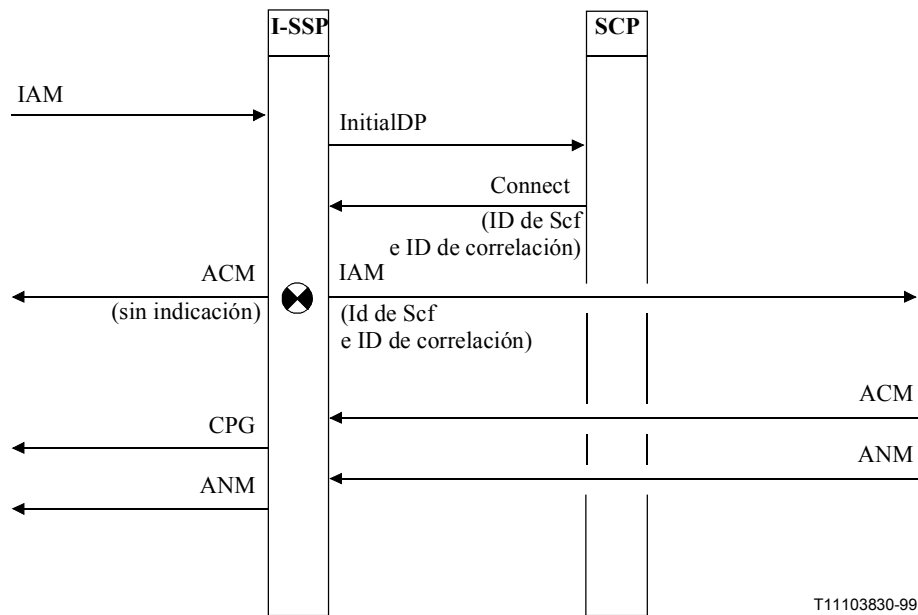 I-SSP
SCP
IAM
InitialDP
Connect
(ID de Scf
e ID de correlación)
ACM
IAM
(sin indicación)
(Id de Scf
e ID de correlación)
ACM
CPG
ANM
ANM
T11103830-99